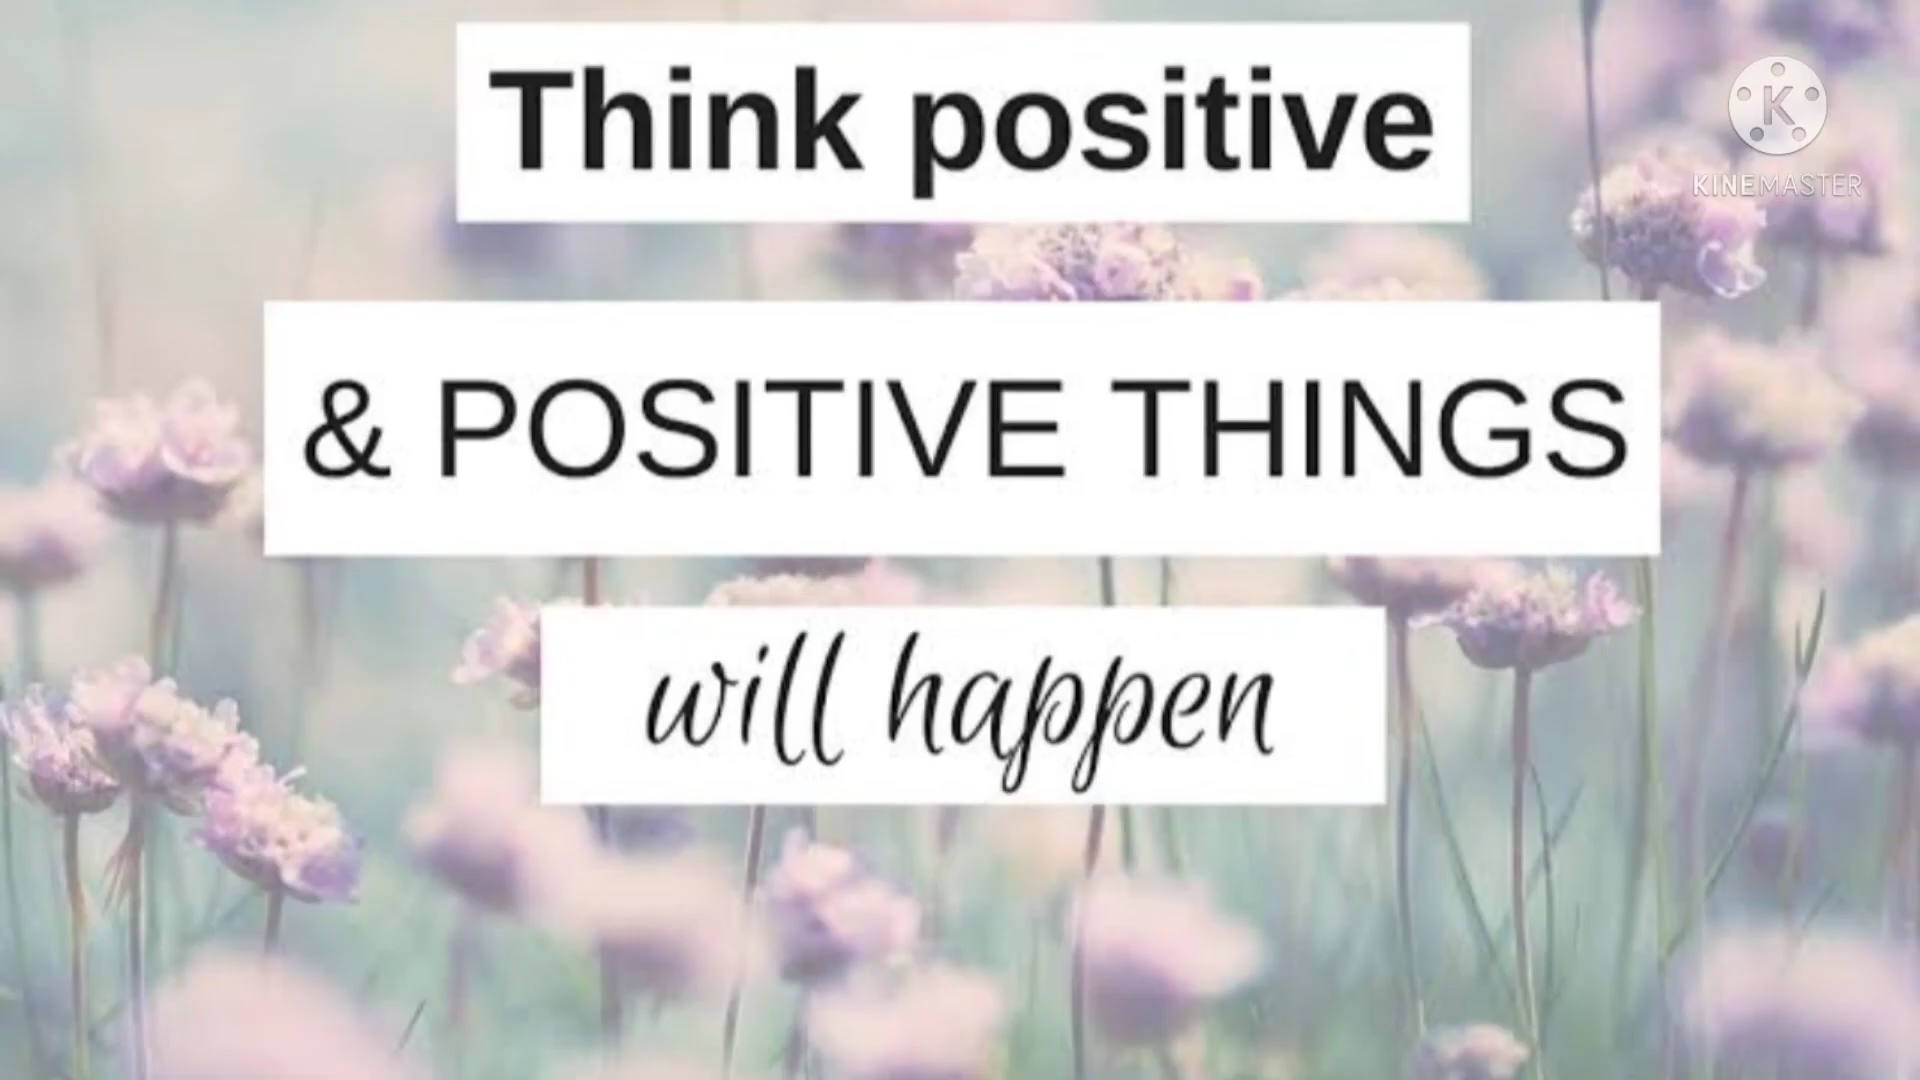 Think positive
& POSITIVE THINGS
will happen
K
KINEMASTER